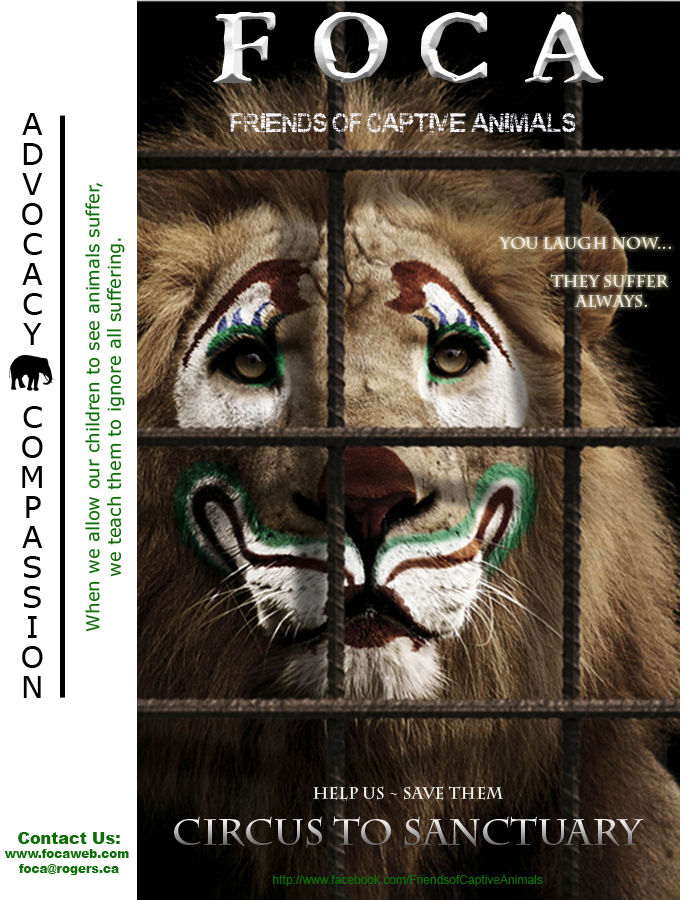 FOCA
FRIENDS OF CAPTIVE ANIMALS
YOU LAUGH NOW...
THEY SUFFER
ALWAYS.
HELP US ~ SAVE THEM
CIRCUS TO SANCTUARY
http://www.facebook.com/FriendsofCaptiveAnimals
ADVOCACY
COMPASSION
When we allow our children to see animals suffer,
we teach them to ignore all suffering.
Contact Us:
www.focaweb.com
foca@rogers.ca